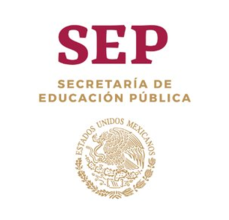 SEP
SECRETARÍA DE
EDUCACIÓN PÚBLICA
ESTADOS UNIDOS MEXICANOS